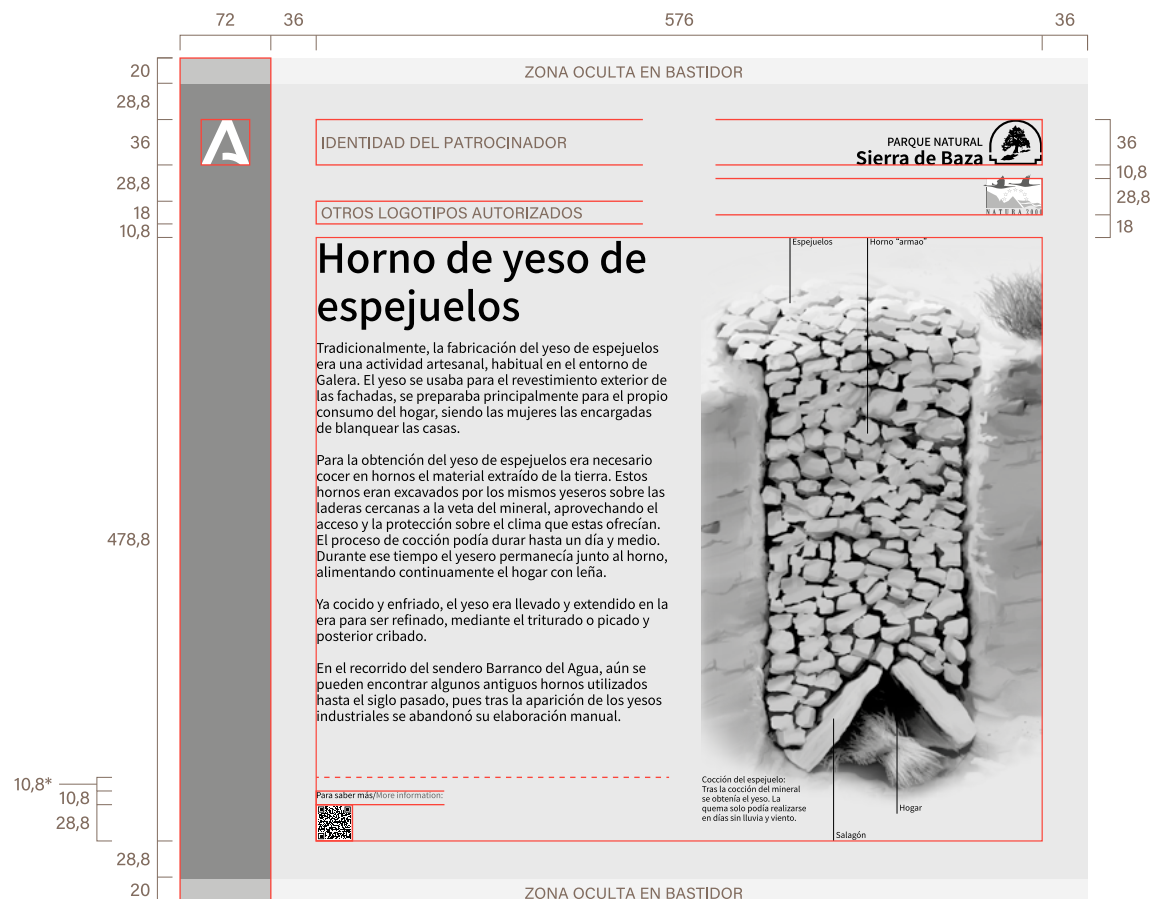 72
36
576
36
20
ZONA OCULTA EN BASTIDOR
28,8
36
IDENTIDAD DEL PATROCINADOR
PARQUE NATURAL
Sierra de Baza
36
10,8
28,8
28,8
NATURA 2000
18
OTROS LOGOTIPOS AUTORIZADOS
10,8
18
Horno de yeso de
espejuelos
Espejuelos
Horno "armao"
Tradicionalmente, la fabricación del yeso de espejuelos
era una actividad artesanal, habitual en el entorno de
Galera. El yeso se usaba para el revestimiento exterior de
las fachadas, se preparaba principalmente para el propio
consumo del hogar, siendo las mujeres las encargadas
de blanquear las casas.
Para la obtención del yeso de espejuelos era necesario
cocer en hornos el material extraído de la tierra. Estos
hornos eran excavados por los mismos yeseros sobre las
laderas cercanas a la veta del mineral, aprovechando el
acceso y la protección sobre el clima que estas ofrecían.
El proceso de cocción podía durar hasta un día y medio.
Durante ese tiempo el yesero permanecía junto al horno,
alimentando continuamente el hogar con leña.
478,8
Ya cocido y enfriado, el yeso era llevado y extendido en la
era para ser refinado, mediante el triturado o picado y
posterior cribado.
En el recorrido del sendero Barranco del Agua, aún se
pueden encontrar algunos antiguos hornos utilizados
hasta el siglo pasado, pues tras la aparición de los yesos
industriales se abandonó su elaboración manual.
10,8*
10,8
28,8
Para saber más/More information:
Cocción del espejuelo:
Tras la cocción del mineral
se obtenía el yeso. La
quema solo podía realizarse
en días sin lluvia y viento.
Hogar
Salagón
28,8
20
ZONA OCULTA EN BASTIDOR